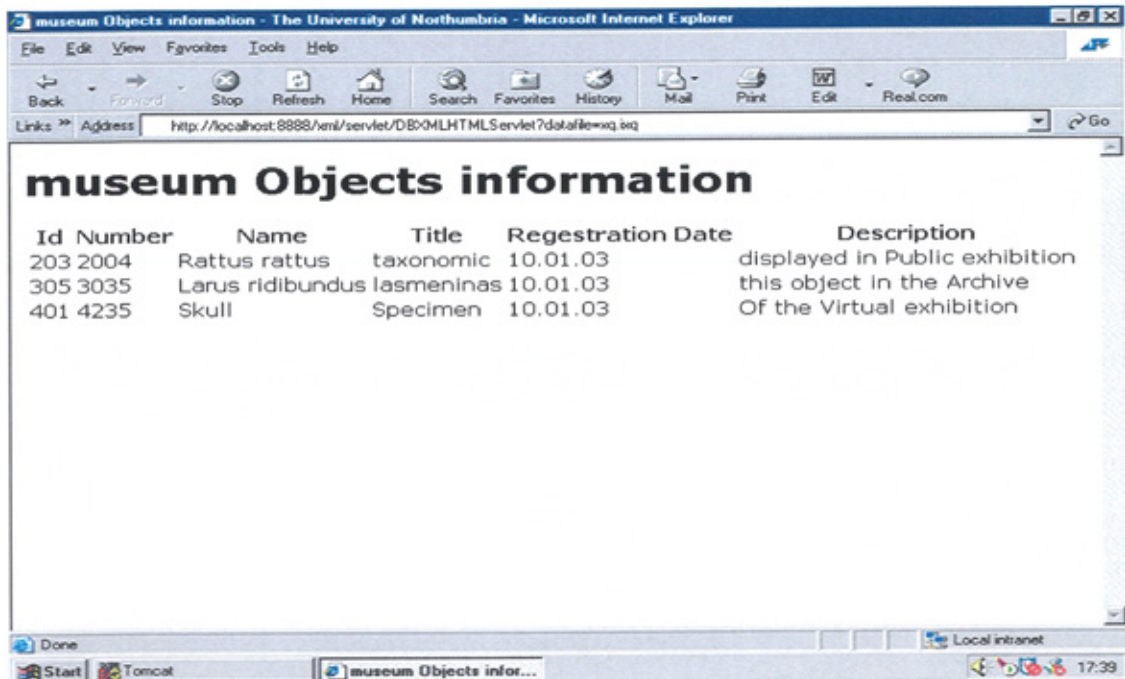 museum Objects information - The University of Northumbria - Microsoft Internet Explorer
File Edit View Favorites Tools Help
Back Forward Stop Refresh Home Search Favorites History Mail Print Edit Real.com
Links » Address http://localhost:8888/xml/servlet/DBXMLHTMLServlet?datafile=xq.ixq Go
museum Objects information
Id Number Name Title Regestration Date Description
203 2004 Rattus rattus taxonomic 10.01.03 displayed in Public exhibition
305 3035 Larus ridibundus lasmeninas 10.01.03 this object in the Archive
401 4235 Skull Specimen 10.01.03 Of the Virtual exhibition
Done Local intranet
Start Tomcat museum Objects infor... 17:39